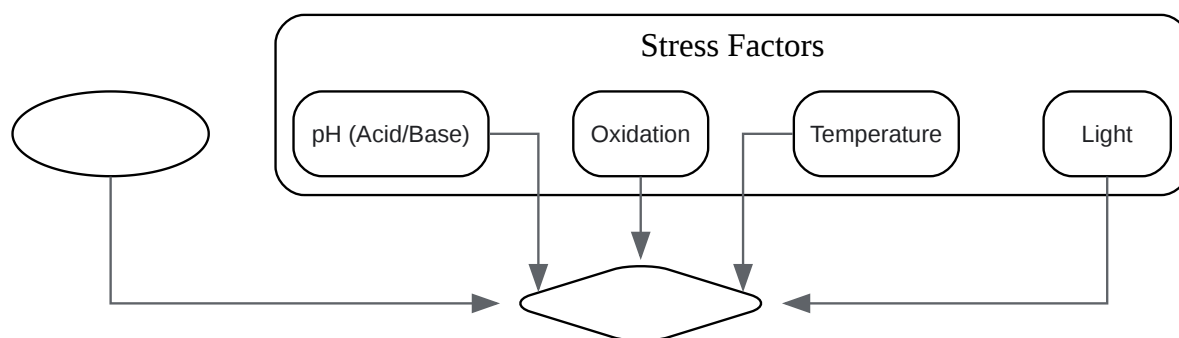 Stress Factors
pH (Acid/Base)
Oxidation
Temperature
Light